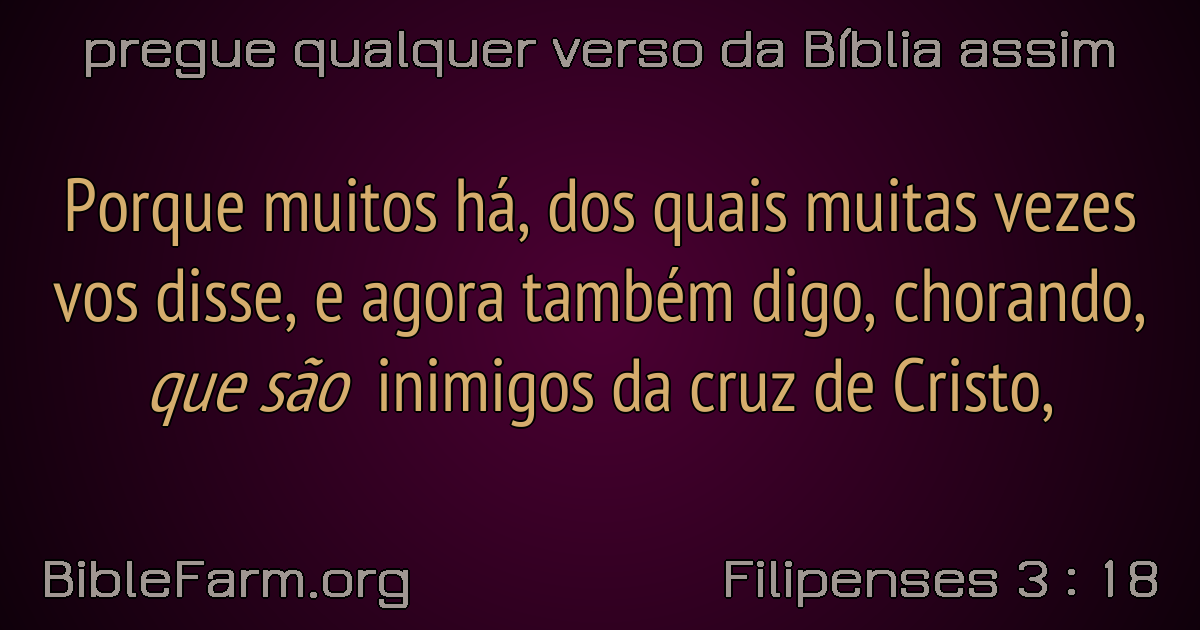 pregue qualquer verso da Bíblia assim
Porque muitos há, dos quais muitas vezes
vos disse, e agora também digo, chorando,
que são inimigos da cruz de Cristo,
BibleFarm.org
Filipenses 3 : 18